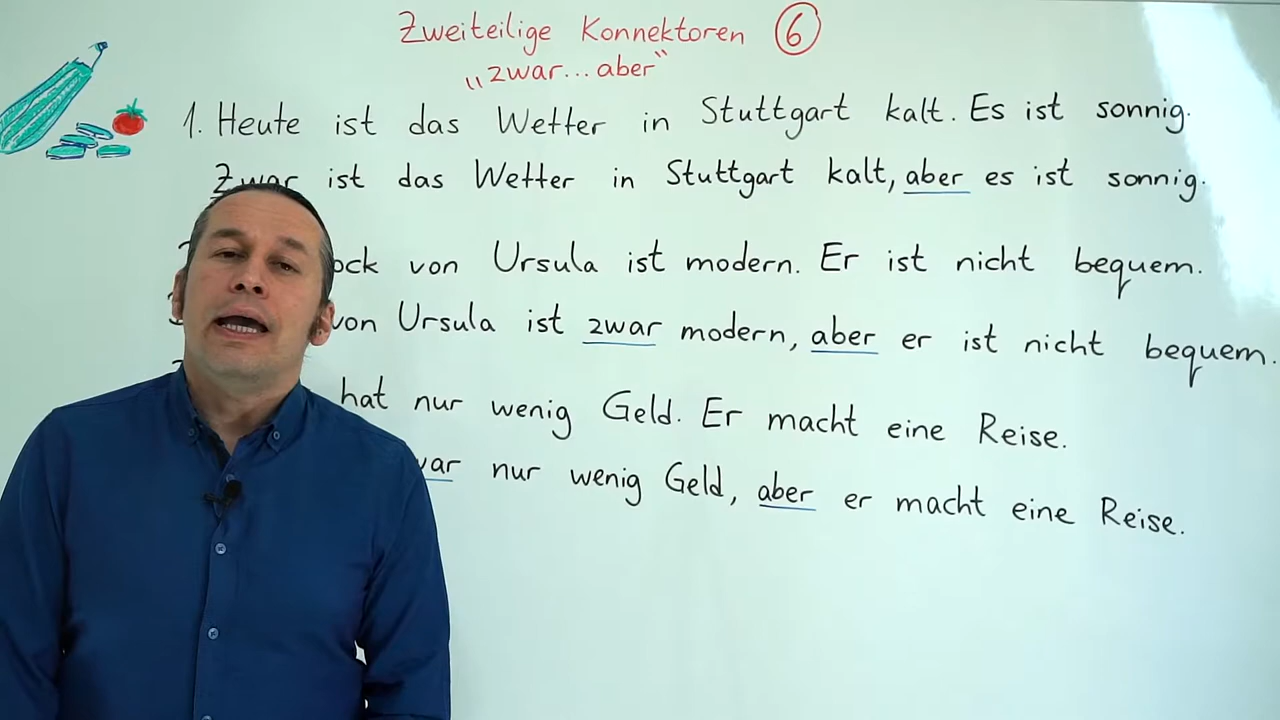 Zweiteilige Konnektoren 6
„zwar...aber“
1. Heute ist das Wetter in Stuttgart kalt. Es ist sonnig.
Zwar ist das Wetter in Stuttgart kalt, aber es ist sonnig.
von Ursula ist modern. Er ist nicht bequem.
von Ursula ist zwar modern, aber er ist nicht bequem.
hat nur wenig Geld. Er macht eine Reise.
nur wenig Geld, aber er macht eine Reise.